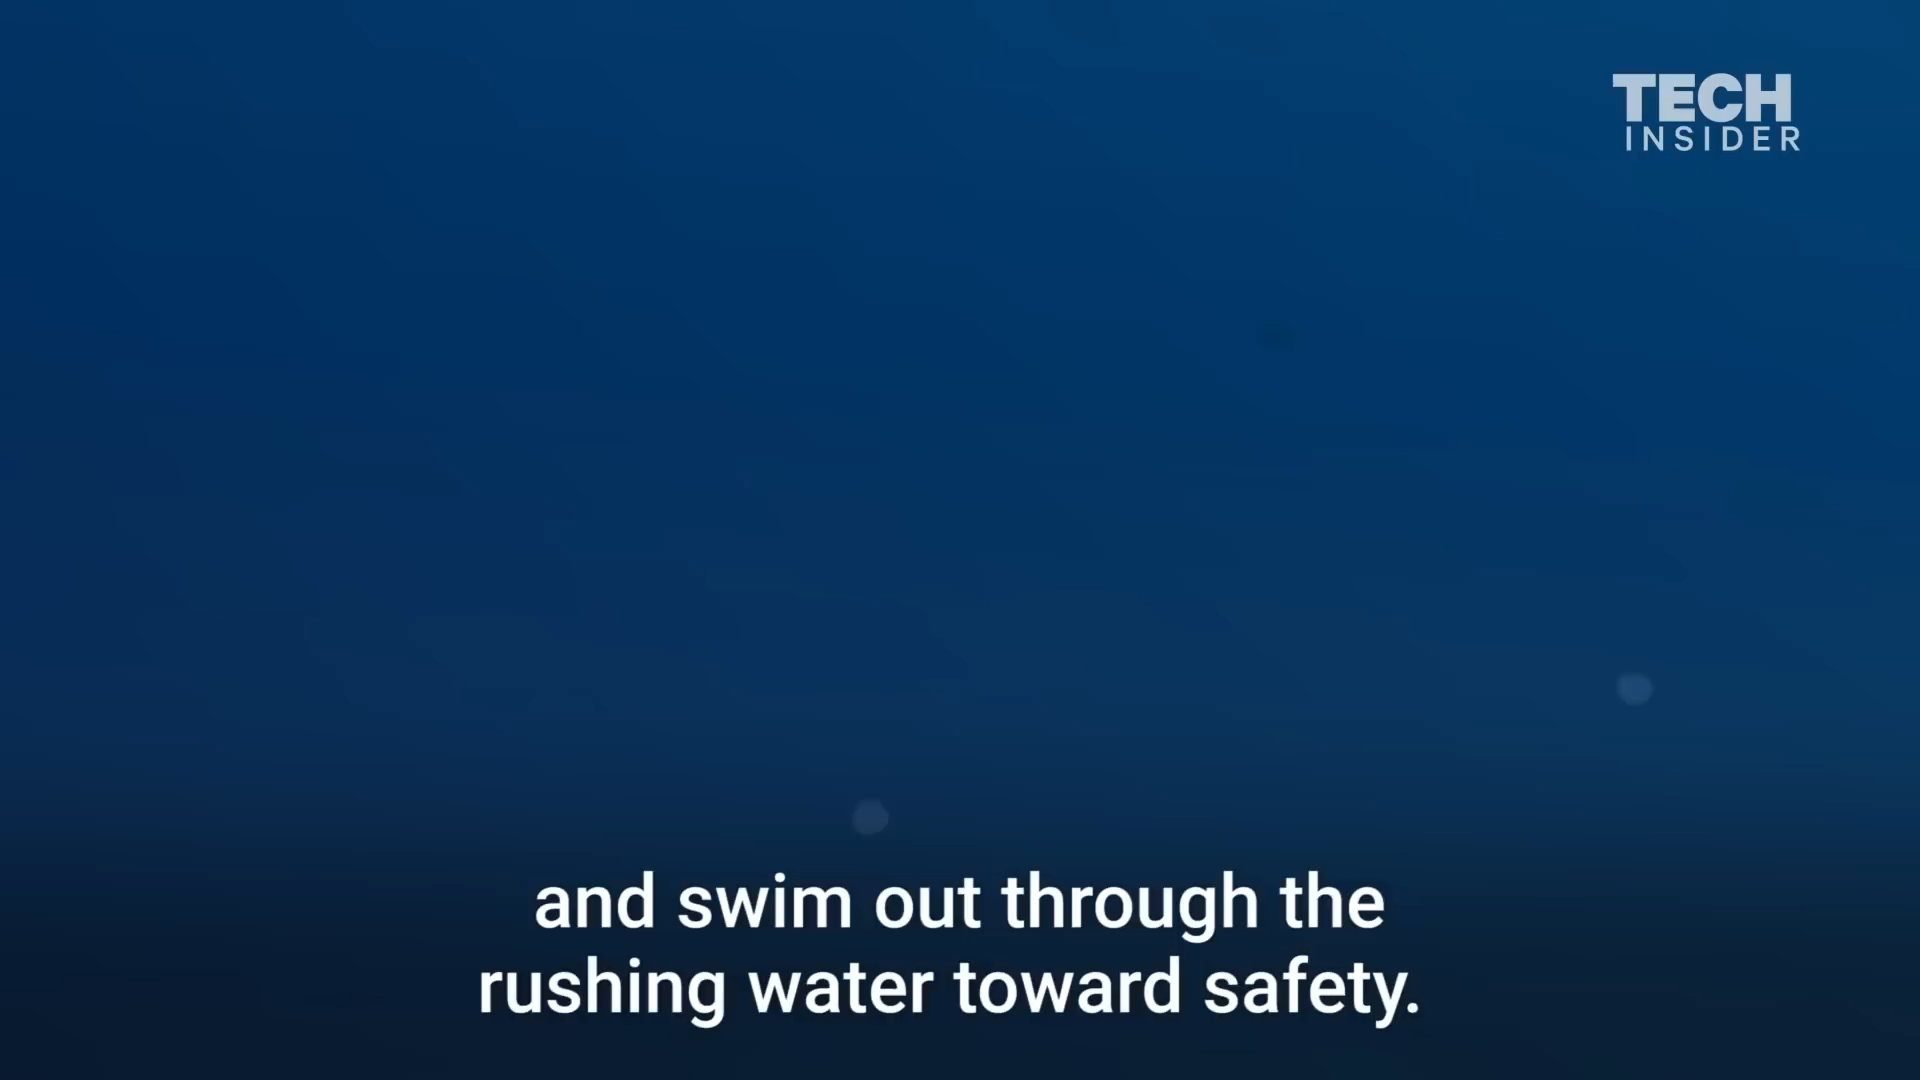 TECH
INSIDER
and swim out through the
rushing water toward safety.